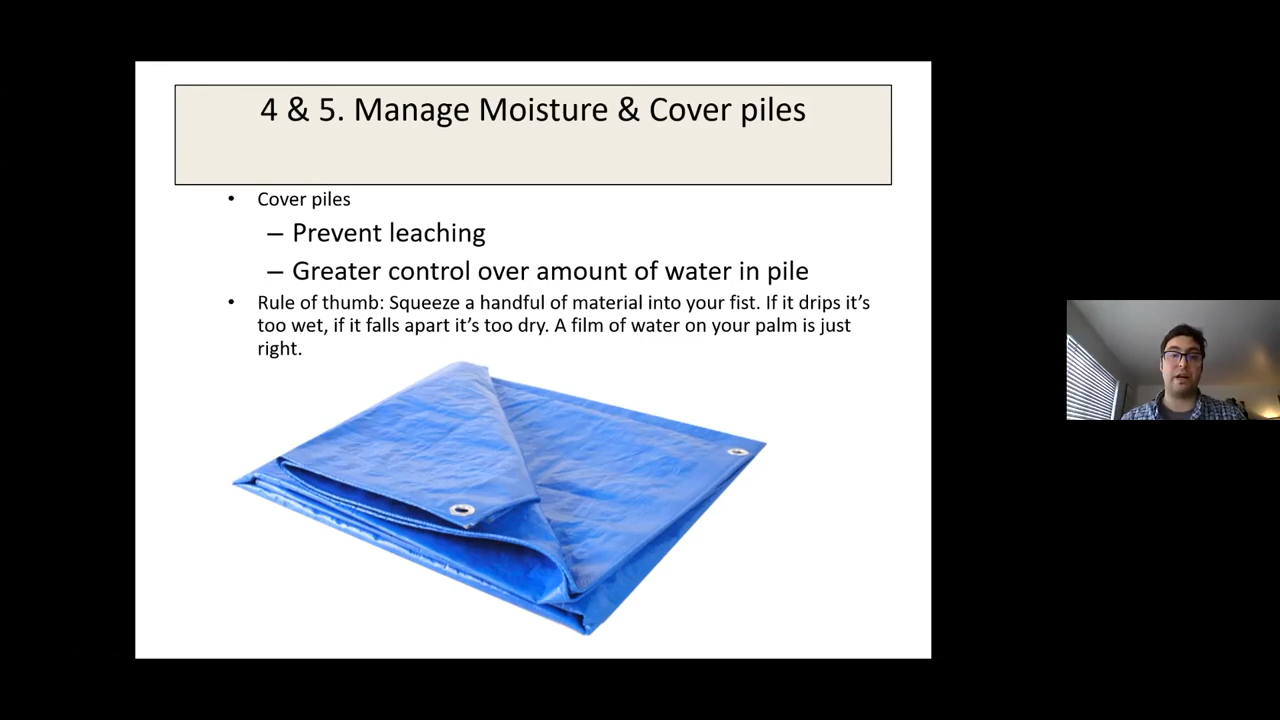 4 & 5. Manage Moisture & Cover piles
• Cover piles
– Prevent leaching
– Greater control over amount of water in pile
• Rule of thumb: Squeeze a handful of material into your fist. If it drips it’s
too wet, if it falls apart it’s too dry. A film of water on your palm is just
right.